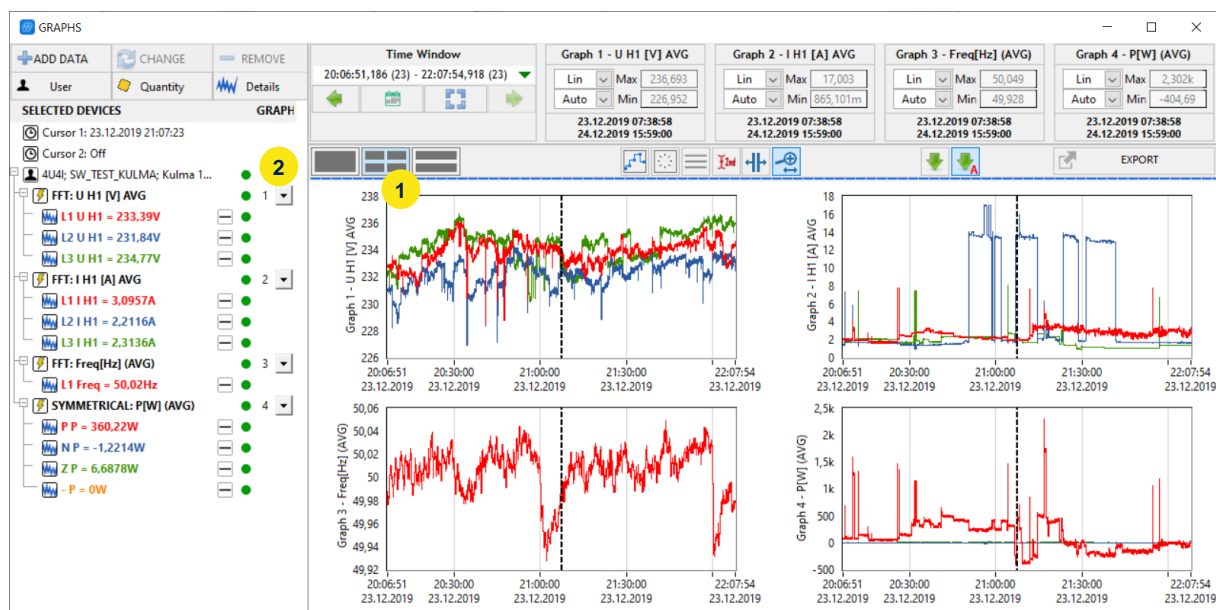 GRAPHS
ADD DATA CHANGE REMOVE
User Quantity Details
SELECTED DEVICES GRAPH
Cursor 1: 23.12.2019 21:07:23
Cursor 2: Off
4U4I; SW_TEST_KULMA; Kulma 1...
2
FFT: U H1 [V] AVG 1
L1 U H1 = 233,39V
L2 U H1 = 231,84V
L3 U H1 = 234,77V
FFT: I H1 [A] AVG 2
L1 I H1 = 3,0957A
L2 I H1 = 2,2116A
L3 I H1 = 2,3136A
FFT: Freq[Hz] (AVG) 3
L1 Freq = 50,02Hz
SYMMETRICAL: P[W] (AVG) 4
P P = 360,22W
N P = -1,2214W
Z P = 6,6878W
- P = 0W
Time Window
20:06:51,186 (23) - 22:07:54,918 (23)
Graph 1 - U H1 [V] AVG
Lin Max 236,693
Auto Min 226,952
23.12.2019 07:38:58
24.12.2019 15:59:00
Graph 2 - I H1 [A] AVG
Lin Max 17,003
Auto Min 865,101m
23.12.2019 07:38:58
24.12.2019 15:59:00
Graph 3 - Freq[Hz] (AVG)
Lin Max 50,049
Auto Min 49,928
23.12.2019 07:38:58
24.12.2019 15:59:00
Graph 4 - P[W] (AVG)
Lin Max 2,302k
Auto Min -404,69
23.12.2019 07:38:58
24.12.2019 15:59:00
2nd
A
EXPORT
1
Graph 1 - U H1 [V] AVG
238
236
234
232
230
228
226
20:06:51 20:30:00 21:00:00 21:30:00 22:07:54
23.12.2019 23.12.2019 23.12.2019 23.12.2019 23.12.2019
Graph 2 - I H1 [A] AVG
18
16
14
12
10
8
6
4
2
0
20:06:51 20:30:00 21:00:00 21:30:00 22:07:54
23.12.2019 23.12.2019 23.12.2019 23.12.2019 23.12.2019
Graph 3 - Freq[Hz] (AVG)
50,06
50,04
50,02
50
49,98
49,96
49,94
49,92
20:06:51 20:30:00 21:00:00 21:30:00 22:07:54
23.12.2019 23.12.2019 23.12.2019 23.12.2019 23.12.2019
Graph 4 - P[W] (AVG)
2,5k
2k
1,5k
1k
500
0
-500
20:06:51 20:30:00 21:00:00 21:30:00 22:07:54
23.12.2019 23.12.2019 23.12.2019 23.12.2019 23.12.2019